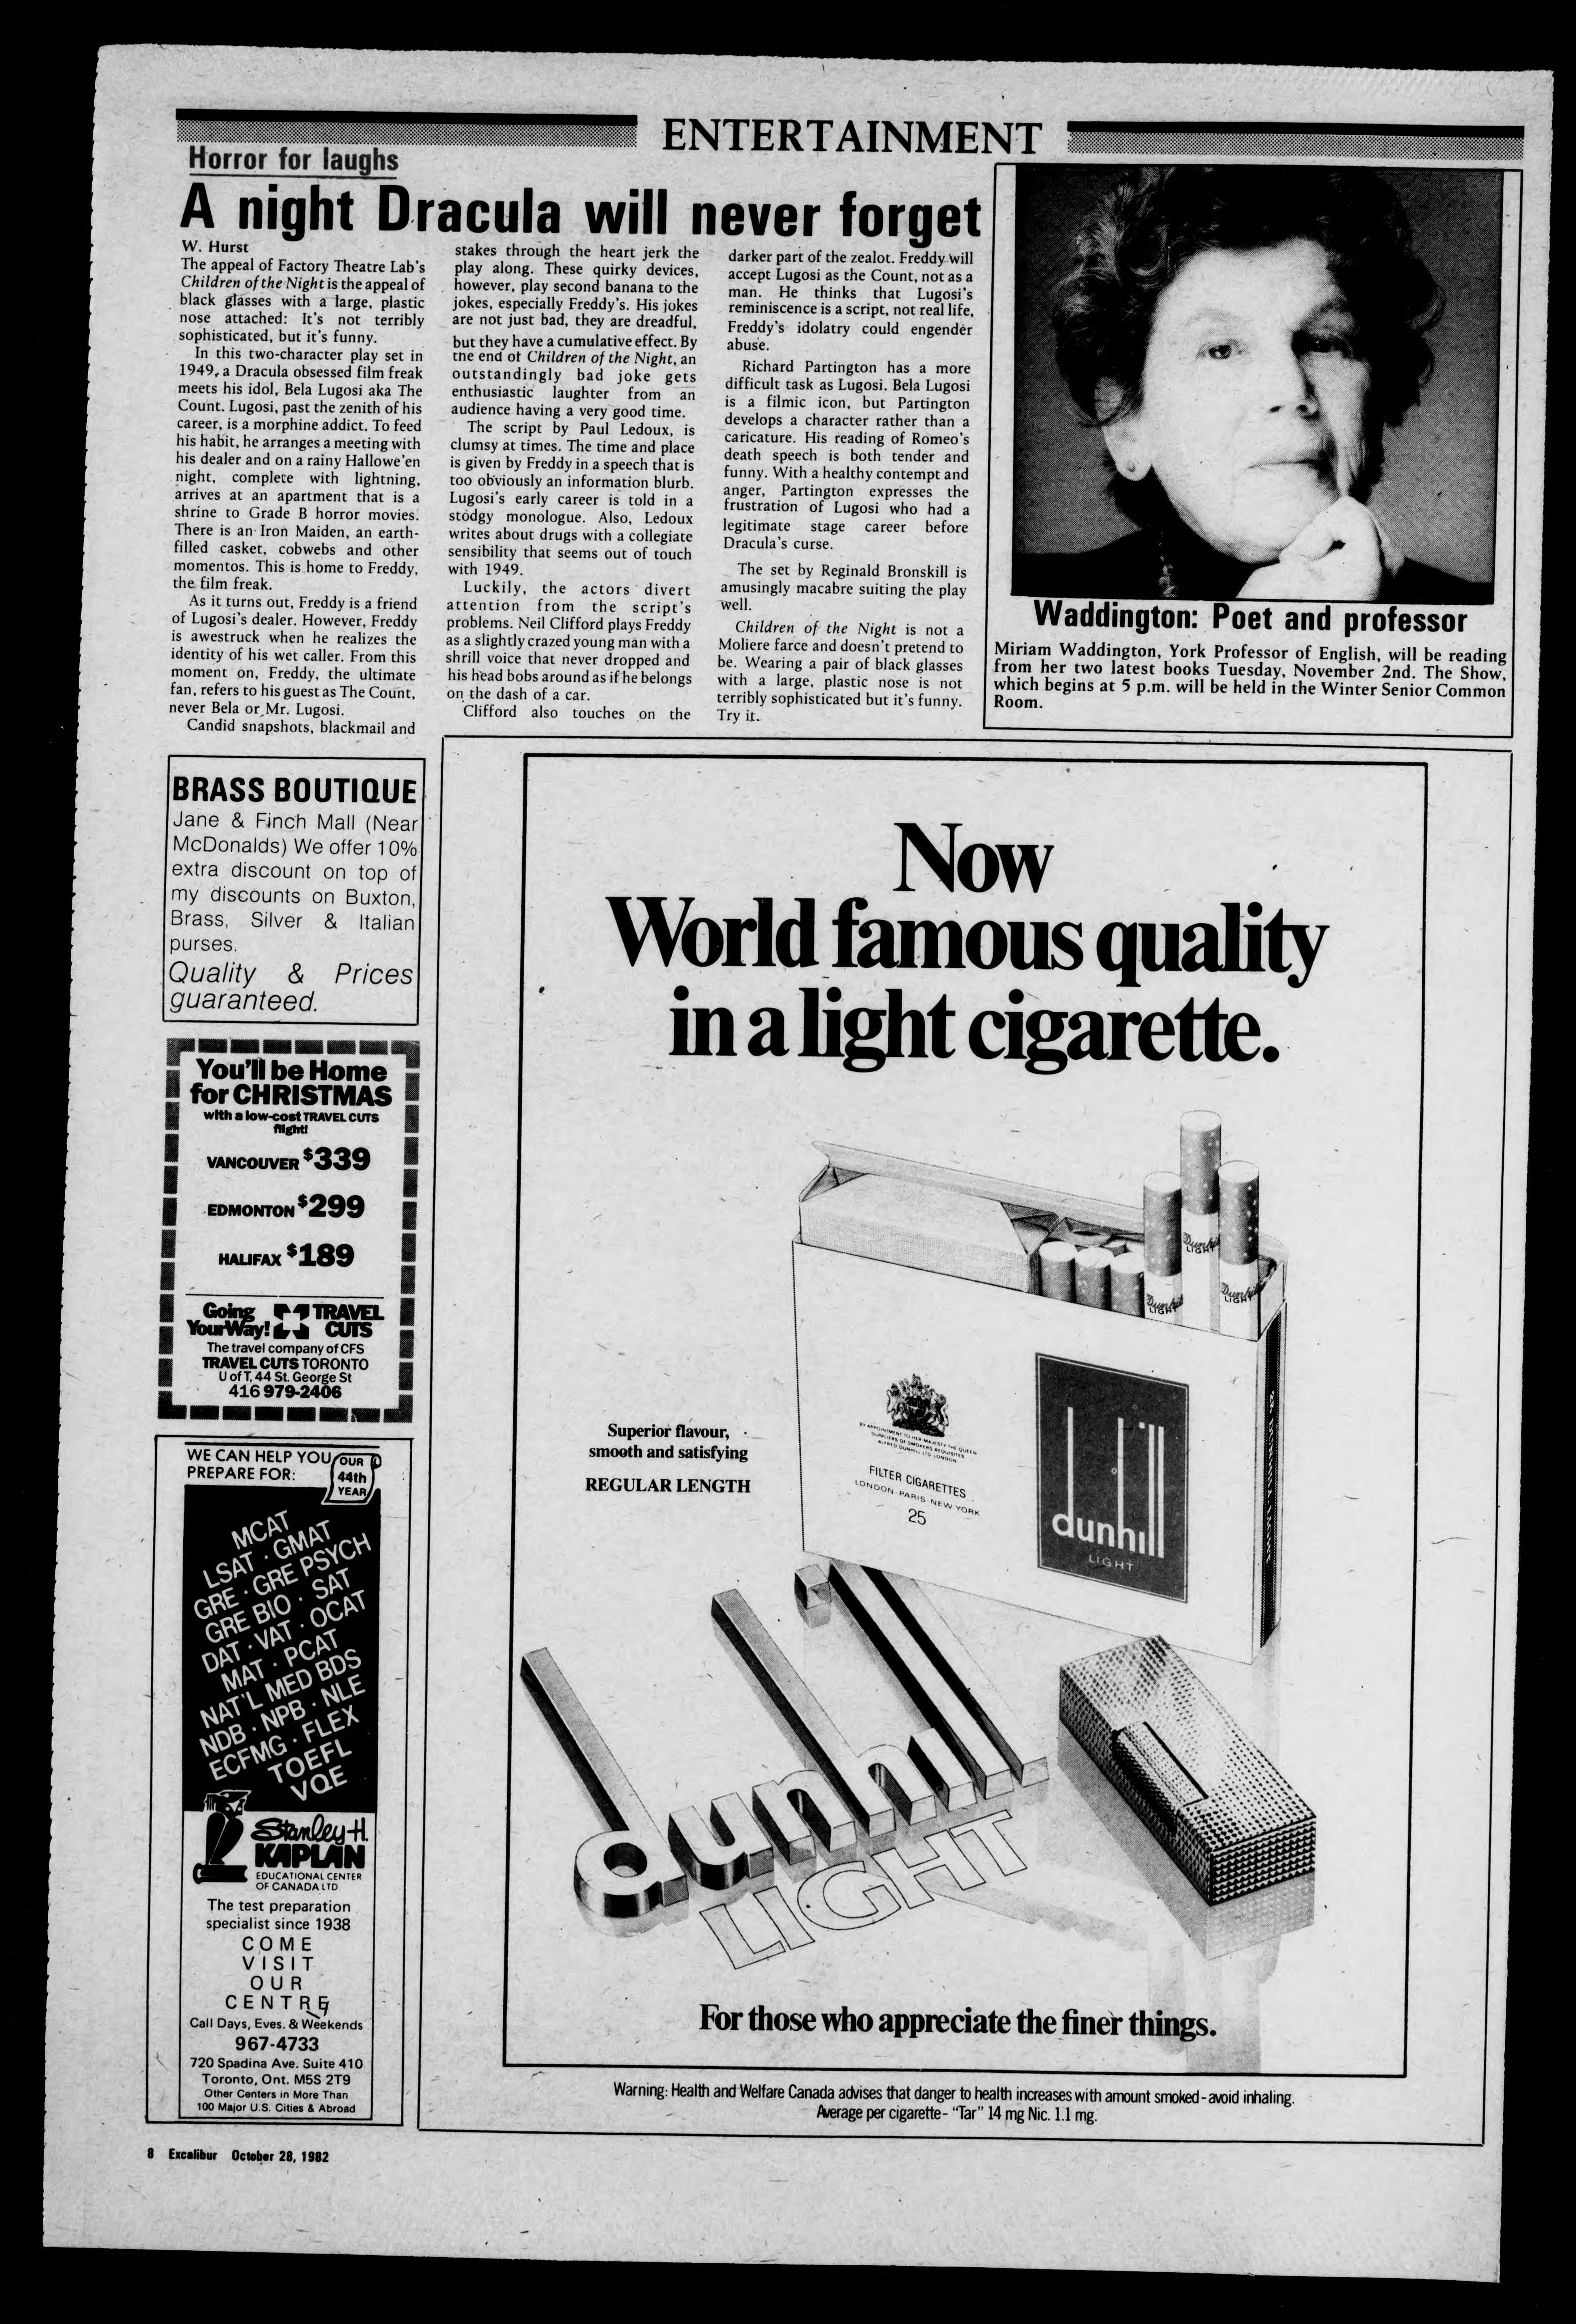 ENTERTAINMENT
Horror for laughs
A night Dracula will never forget
W. Hurst
The appeal of Factory Theatre Lab's
Children of the Night is the appeal of
black glasses with a large, plastic
nose attached: It's not terribly
sophisticated, but it's funny.
In this two-character play set in
1949, a Dracula obsessed film freak
meets his idol, Bela Lugosi aka The
Count. Lugosi, past the zenith of his
career, is a morphine addict. To feed
his habit, he arranges a meeting with
his dealer and on a rainy Hallowe'en
night, complete with lightning,
arrives at an apartment that is a
shrine to Grade B horror movies.
There is an Iron Maiden, an earth-
filled casket, cobwebs and other
momentos. This is home to Freddy,
the film freak.
As it turns out, Freddy is a friend
of Lugosi's dealer. However, Freddy
is awestruck when he realizes the
identity of his wet caller. From this
moment on, Freddy, the ultimate
fan, refers to his guest as The Count,
never Bela or Mr. Lugosi.
Candid snapshots, blackmail and
stakes through the heart jerk the
play along. These quirky devices,
however, play second banana to the
jokes, especially Freddy's. His jokes
are not just bad, they are dreadful,
but they have a cumulative effect. By
the end of Children of the Night, an
outstandingly bad joke gets
enthusiastic laughter from an
audience having a very good time.
The script by Paul Ledoux, is
clumsy at times. The time and place
is given by Freddy in a speech that is
too obviously an information blurb.
Lugosi's early career is told in a
stodgy monologue. Also, Ledoux
writes about drugs with a collegiate
sensibility that seems out of touch
with 1949.
Luckily, the actors divert
attention from the script's
problems. Neil Clifford plays Freddy
as a slightly crazed young man with a
shrill voice that never dropped and
his head bobs around as if he belongs
on the dash of a car.
Clifford also touches on the
darker part of the zealot. Freddy will
accept Lugosi as the Count, not as a
man. He thinks that Lugosi's
reminiscence is a script, not real life,
Freddy's idolatry could engender
abuse.
Richard Partington has a more
difficult task as Lugosi. Bela Lugosi
is a filmic icon, but Partington
develops a character rather than a
caricature. His reading of Romeo's
death speech is both tender and
funny. With a healthy contempt and
anger, Partington expresses the
frustration of Lugosi who had a
legitimate stage career before
Dracula's curse.
The set by Reginald Bronskill is
amusingly macabre suiting the play
well.
Children of the Night is not a
Moliere farce and doesn't pretend to
be. Wearing a pair of black glasses
with a large, plastic nose is not
terribly sophisticated but it's funny.
Try it.
Waddington: Poet and professor
Miriam Waddington, York Professor of English, will be reading
from her two latest books Tuesday, November 2nd. The Show,
which begins at 5 p.m. will be held in the Winter Senior Common
Room.
BRASS BOUTIQUE
Jane & Finch Mall (Near
McDonalds) We offer 10%
extra discount on top of
my discounts on Buxton,
Brass, Silver & Italian
purses.
Quality & Prices
guaranteed.
You'll be Home
for CHRISTMAS
with a low-cost TRAVEL CUTS
flight!
VANCOUVER $339
EDMONTON $299
HALIFAX $189
Going TRAVEL
Your Way! CUTS
The travel company of CFS
TRAVEL CUTS TORONTO
U of T, 44 St. George St
416 979-2406
WE CAN HELP YOU
PREPARE FOR:
OUR
44th
YEAR
MCAT
LSAT · GMAT
GRE · GRE PSYCH
GRE BIO · SAT
DAT · VAT · OCAT
MAT · PCAT
NAT'L MED BDS
NDB · NPB · NLE
ECFMG · FLEX
TOEFL
VQE
Stanley H.
KAPLAN
EDUCATIONAL CENTER
OF CANADA LTD
The test preparation
specialist since 1938
COME
VISIT
OUR
CENTRE
Call Days, Eves. & Weekends
967-4733
720 Spadina Ave. Suite 410
Toronto, Ont. M5S 2T9
Other Centers in More Than
100 Major U.S. Cities & Abroad
Now
World famous quality
in a light cigarette.
Dunhill
LIGHT
Dunhill
LIGHT
Dunhill
LIGHT
Superior flavour,
smooth and satisfying
REGULAR LENGTH
BY APPOINTMENT TO HER MAJESTY THE QUEEN
SUPPLIERS OF SMOKERS REQUISITES
ALFRED DUNHILL LTD LONDON
FILTER CIGARETTES
LONDON · PARIS · NEW YORK
25
dunhill
LIGHT
dunhill
LIGHT
For those who appreciate the finer things.
Warning: Health and Welfare Canada advises that danger to health increases with amount smoked - avoid inhaling.
Average per cigarette - "Tar" 14 mg Nic. 1.1 mg.
8 Excalibur October 28, 1982